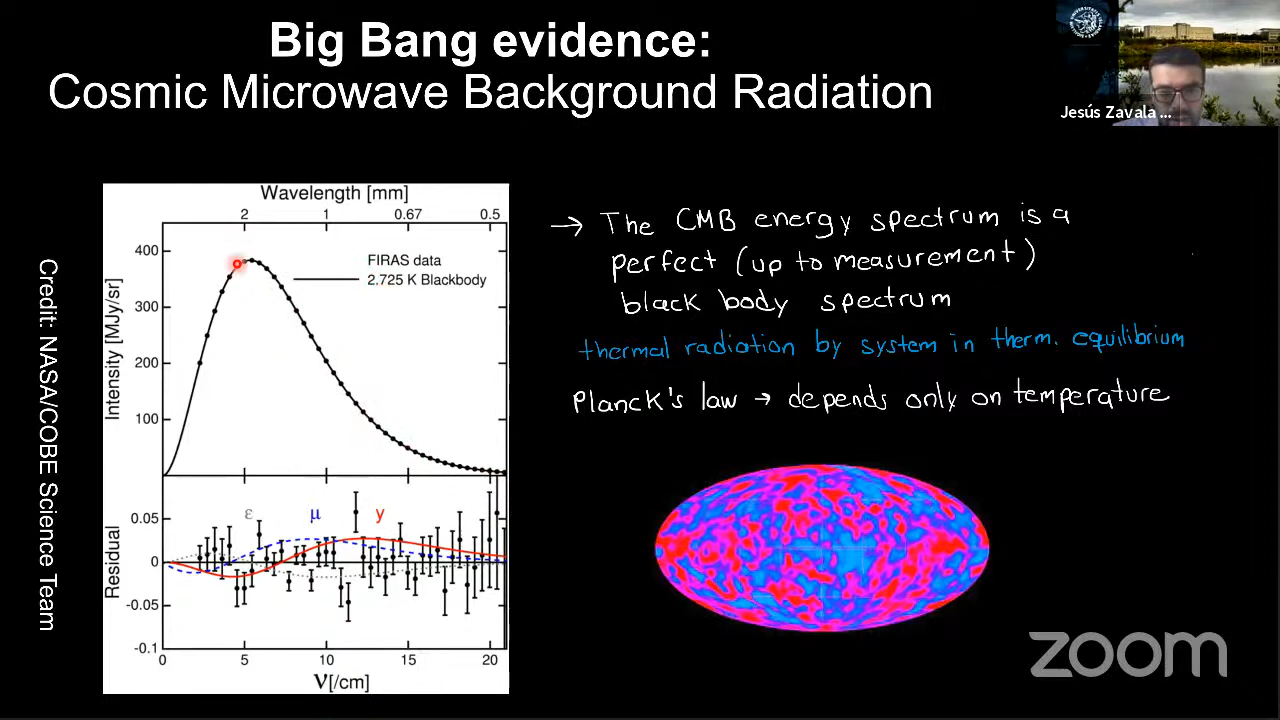 Big Bang evidence:
Cosmic Microwave Background Radiation
Jesús Zavala ...
Credit: NASA/COBE Science Team
Wavelength [mm]
2 1 0.67 0.5
400
300
200
100
Intensity [MJy/sr]
FIRAS data
2.725 K Blackbody
ε μ y
0.05
0
-0.05
-0.1
Residual
0 5 10 15 20
ν[/cm]
→ The CMB energy spectrum is a
perfect (up to measurement)
black body spectrum
thermal radiation by system in therm. equilibrium
Planck's law → depends only on temperature
zoom